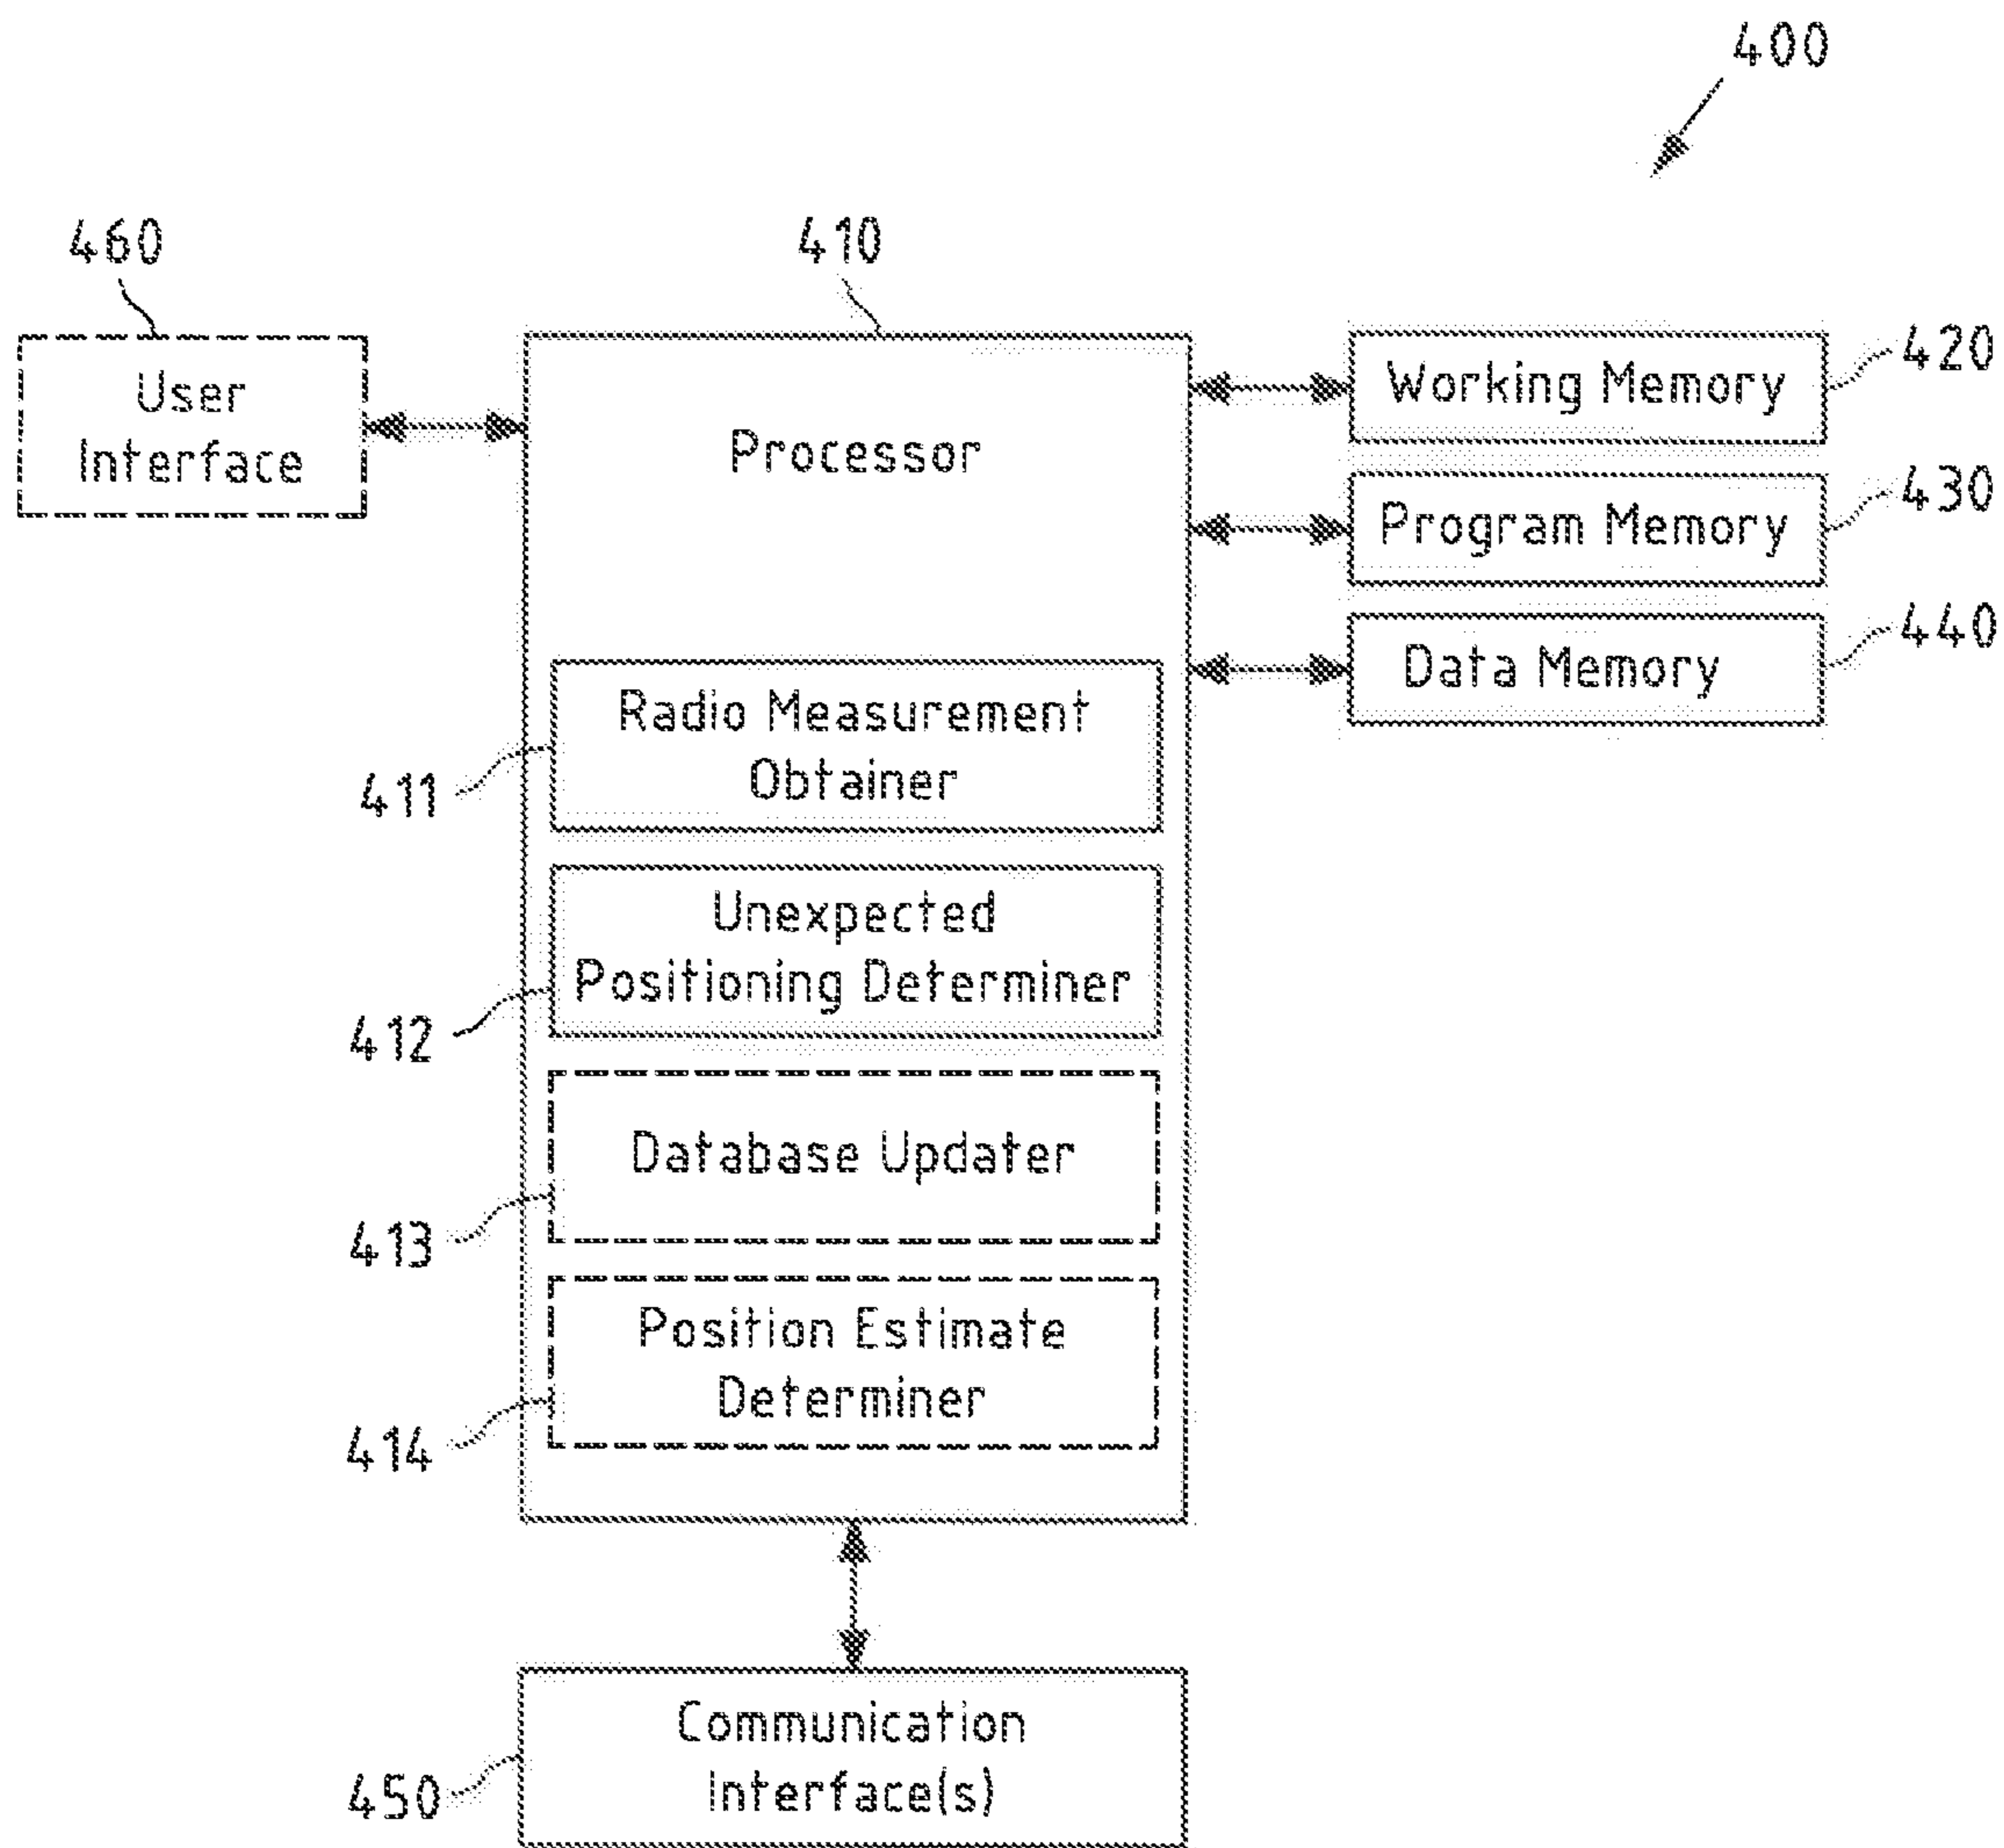 400
460
410
User
Interface
Processor
Working Memory
420
Program Memory
430
Data Memory
440
Radio Measurement
Obtainer
411
Unexpected
Positioning Determiner
412
Database Updater
413
Position Estimate
Determiner
414
Communication
Interface(s)
450